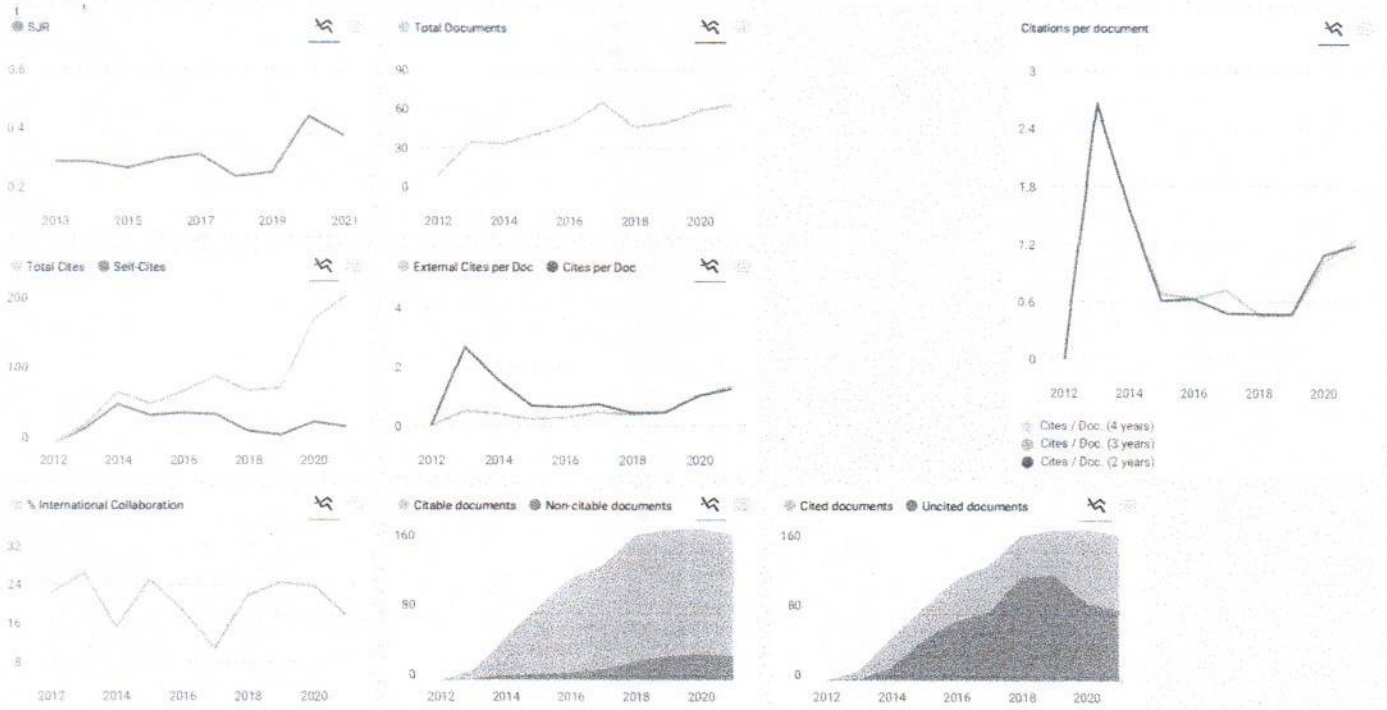 SJR
0.6
0.4
0.2
2013 2015 2017 2019 2021
Total Documents
90
60
30
0
2012 2014 2016 2018 2020
Citations per document
3
2.4
1.8
1.2
0.6
0
2012 2014 2016 2018 2020
Cites / Doc. (4 years)
Cites / Doc. (3 years)
Cites / Doc. (2 years)
Total Cites Self-Cites
200
100
0
2012 2014 2016 2018 2020
External Cites per Doc Cites per Doc
4
2
0
2012 2014 2016 2018 2020
% International Collaboration
32
24
16
8
2012 2014 2016 2018 2020
Citable documents Non-citable documents
160
80
0
2012 2014 2016 2018 2020
Cited documents Uncited documents
160
80
0
2012 2014 2016 2018 2020